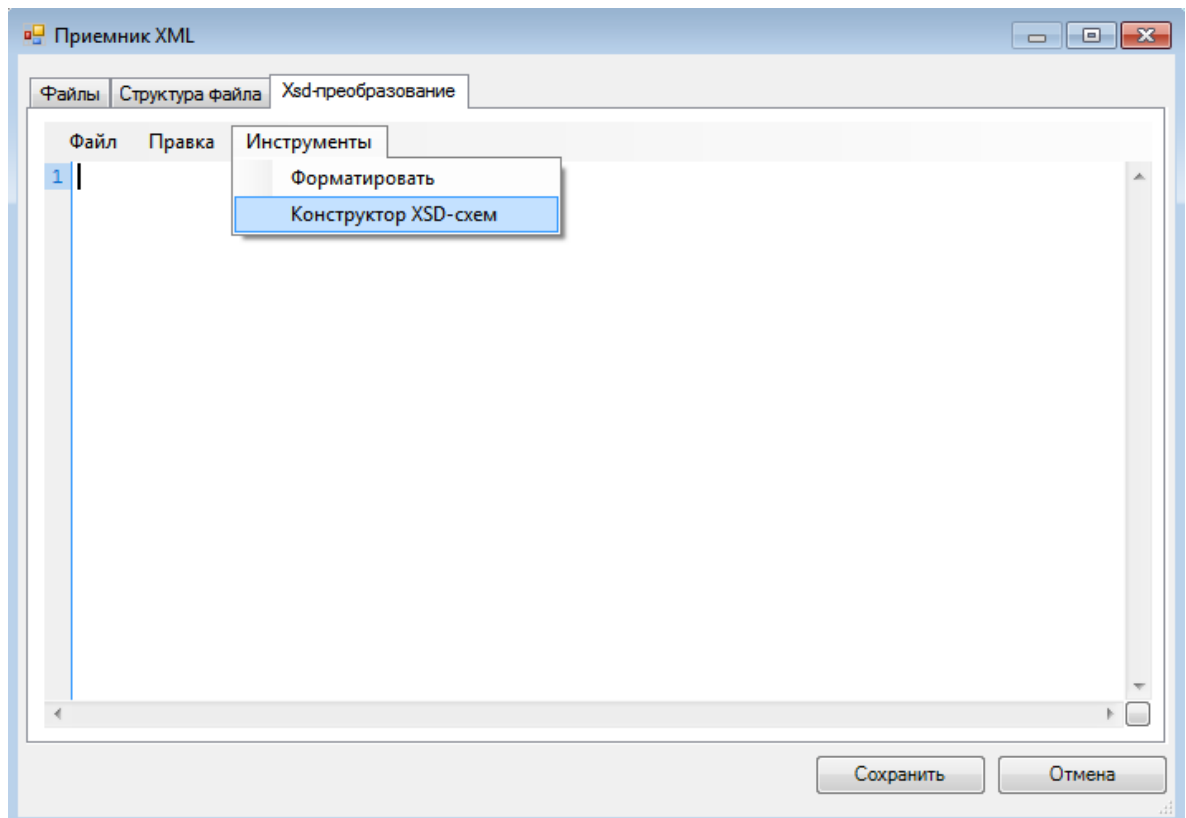 Приемник XML
Файлы Структура файла Xsd-преобразование
Файл Правка Инструменты
1
Форматировать
Конструктор XSD-схем
Сохранить Отмена